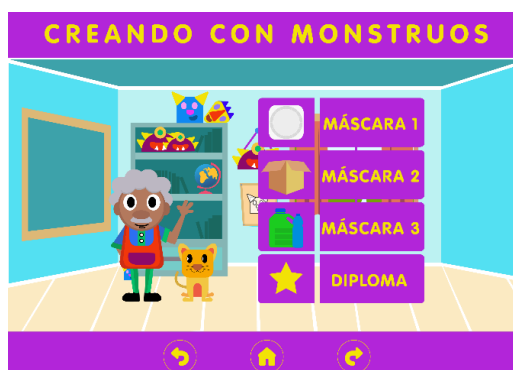 CREANDO CON MONSTRUOS
MÁSCARA 1
MÁSCARA 2
MÁSCARA 3
DIPLOMA